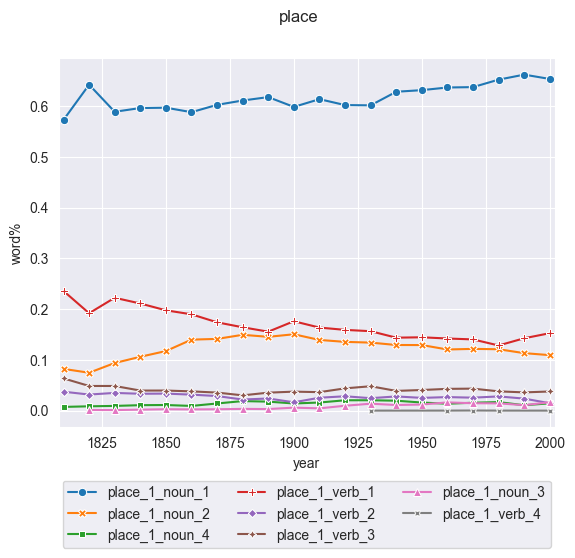 place
0.6
0.5
0.4
0.3
0.2
0.1
0.0
word%
1825 1850 1875 1900 1925 1950 1975 2000
year
place_1_noun_1 place_1_verb_1 place_1_noun_3
place_1_noun_2 place_1_verb_2 place_1_verb_4
place_1_noun_4 place_1_verb_3